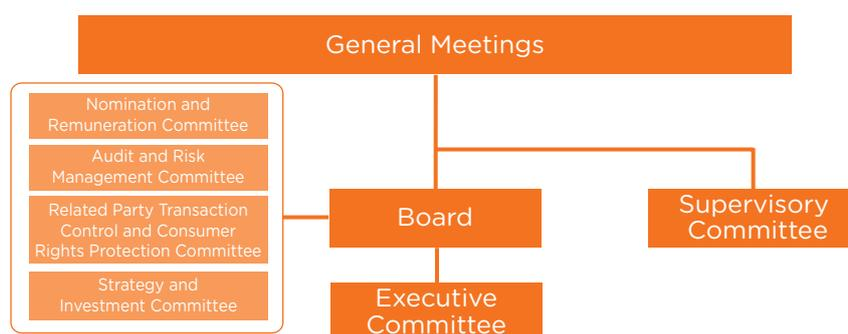 General Meetings
Nomination and
Remuneration Committee
Audit and Risk
Management Committee
Related Party Transaction
Control and Consumer
Rights Protection Committee
Strategy and
Investment Committee
Board
Supervisory
Committee
Executive
Committee